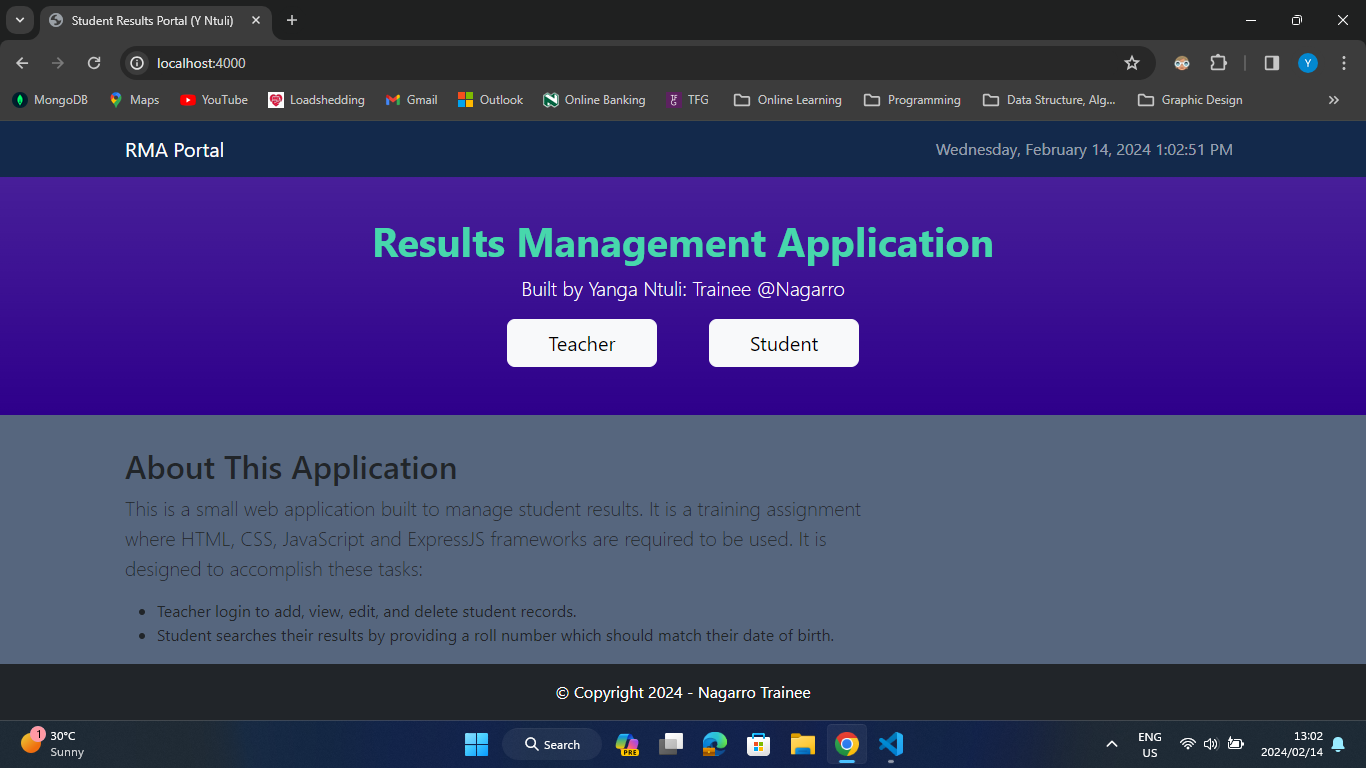 Student Results Portal (Y Ntuli)
localhost:4000
Y
MongoDB
Maps
YouTube
Loadshedding
Gmail
Outlook
Online Banking
TFG
Online Learning
Programming
Data Structure, Alg...
Graphic Design
RMA Portal
Wednesday, February 14, 2024 1:02:51 PM
Results Management Application
Built by Yanga Ntuli: Trainee @Nagarro
Teacher
Student
About This Application
This is a small web application built to manage student results. It is a training assignment
where HTML, CSS, JavaScript and ExpressJS frameworks are required to be used. It is
designed to accomplish these tasks:
Teacher login to add, view, edit, and delete student records.
Student searches their results by providing a roll number which should match their date of birth.
© Copyright 2024 - Nagarro Trainee
1
30°C
Sunny
Search
PRE
ENG
US
13:02
2024/02/14